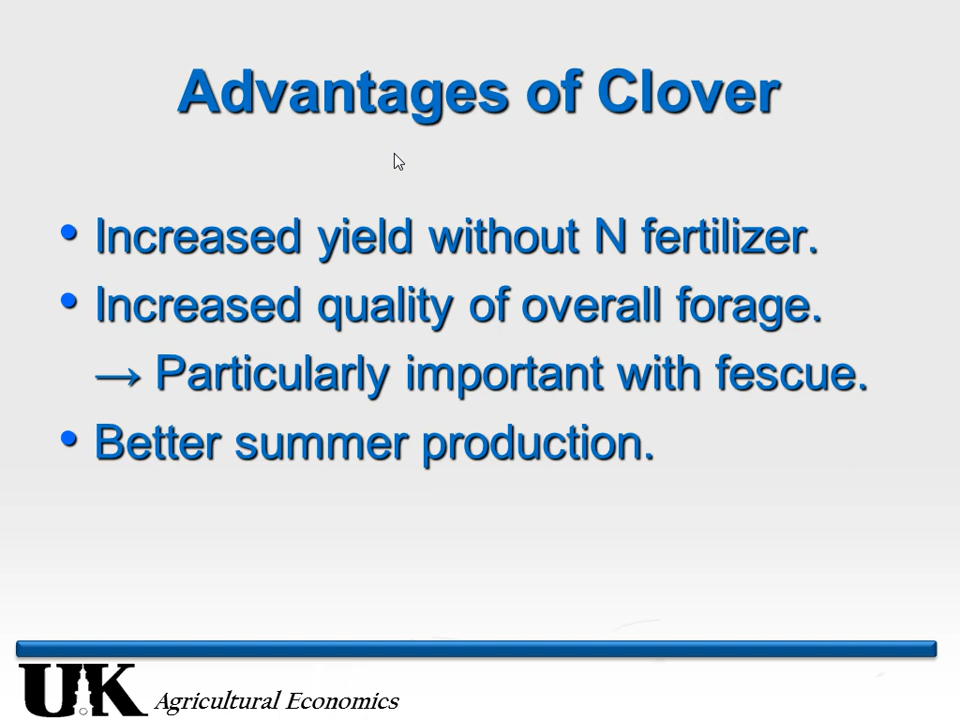 Advantages of Clover
• Increased yield without N fertilizer.
• Increased quality of overall forage.
→ Particularly important with fescue.
• Better summer production.
UK Agricultural Economics